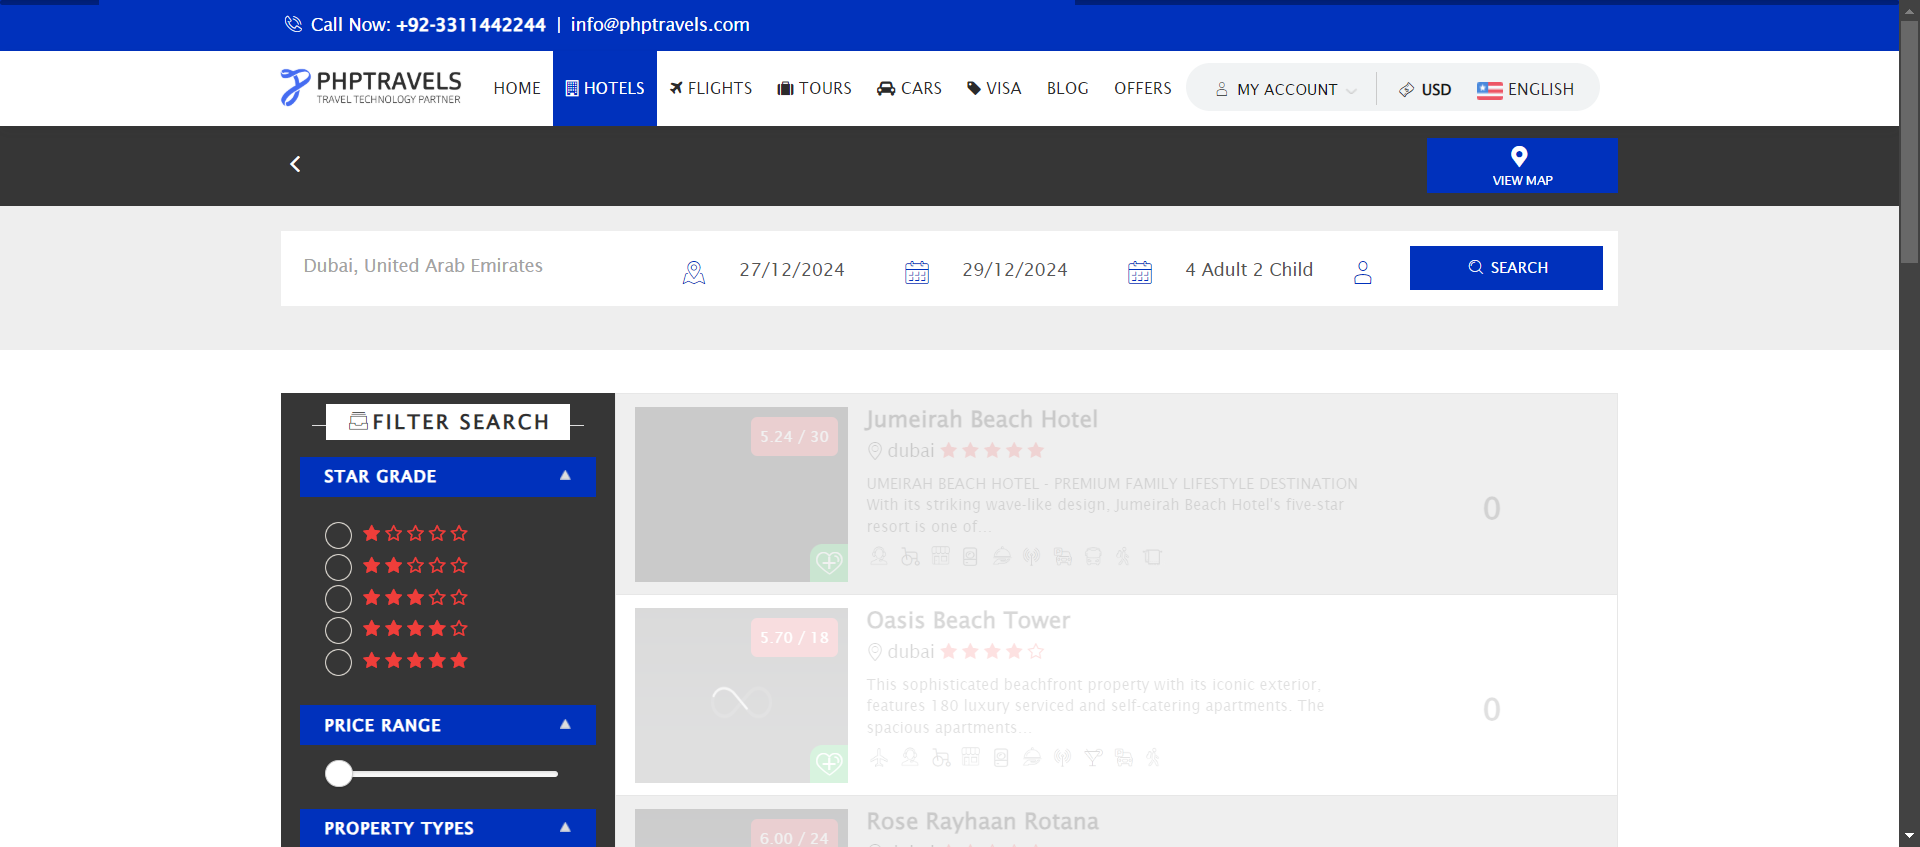 Call Now: +92-3311442244 | info@phptravels.com
PHPTRAVELS
TRAVEL TECHNOLOGY PARTNER
HOME HOTELS FLIGHTS TOURS CARS VISA BLOG OFFERS MY ACCOUNT USD ENGLISH
VIEW MAP
Dubai, United Arab Emirates 27/12/2024 29/12/2024 4 Adult 2 Child SEARCH
FILTER SEARCH
STAR GRADE
PRICE RANGE
PROPERTY TYPES
5.24 / 30
Jumeirah Beach Hotel
dubai
UMEIRAH BEACH HOTEL - PREMIUM FAMILY LIFESTYLE DESTINATION
With its striking wave-like design, Jumeirah Beach Hotel's five-star
resort is one of...
0
5.70 / 18
Oasis Beach Tower
dubai
This sophisticated beachfront property with its iconic exterior,
features 180 luxury serviced and self-catering apartments. The
spacious apartments...
0
6.00 / 24
Rose Rayhaan Rotana